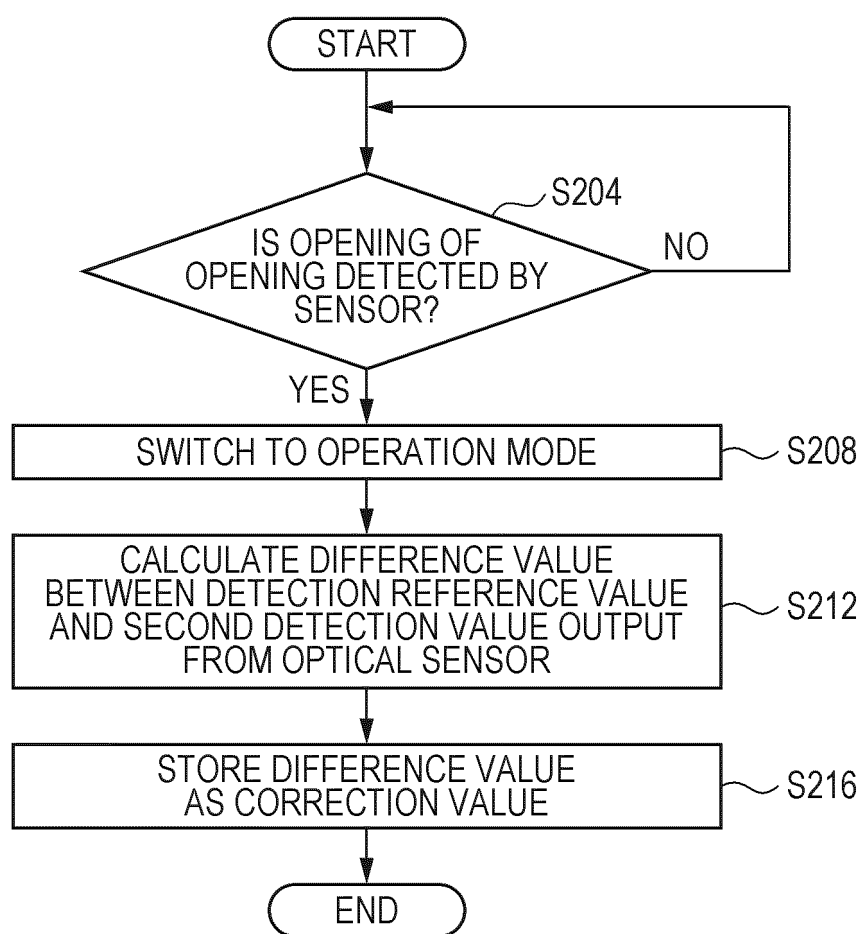 START
S204
IS OPENING OF
OPENING DETECTED BY
SENSOR?
NO
YES
SWITCH TO OPERATION MODE
S208
CALCULATE DIFFERENCE VALUE
BETWEEN DETECTION REFERENCE VALUE
AND SECOND DETECTION VALUE OUTPUT
FROM OPTICAL SENSOR
S212
STORE DIFFERENCE VALUE
AS CORRECTION VALUE
S216
END